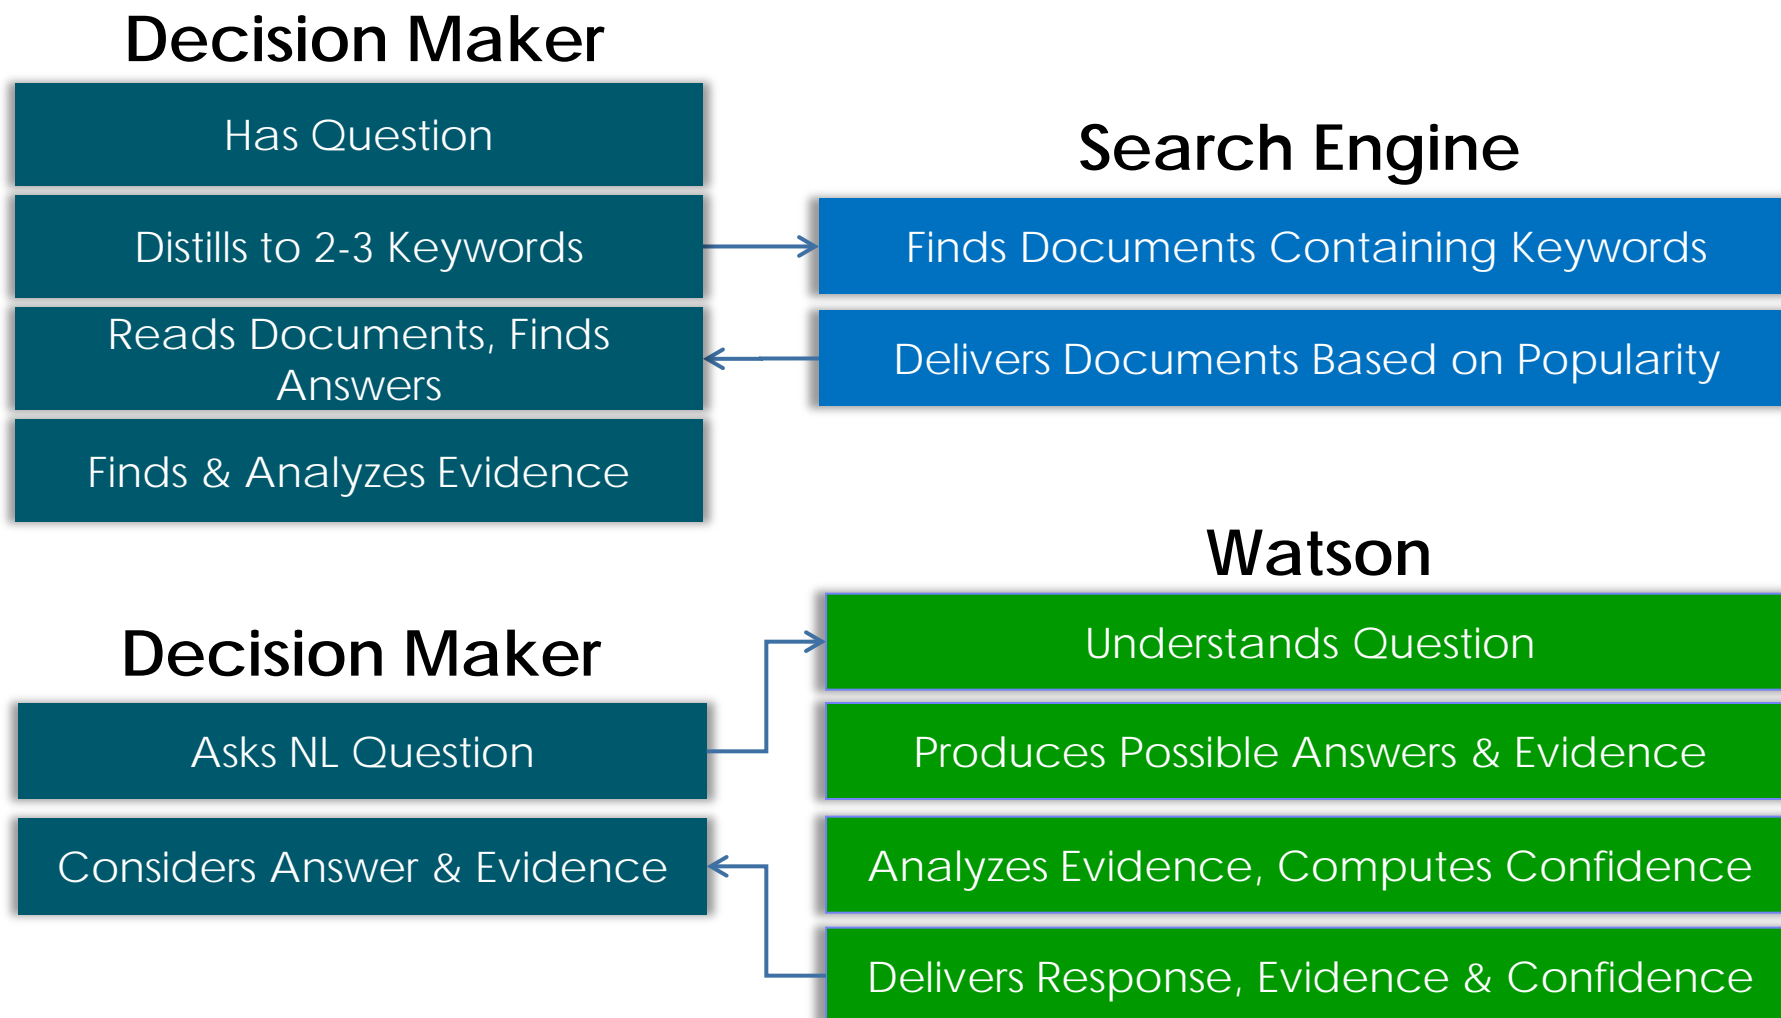 Decision Maker
Has Question
Distills to 2-3 Keywords
Reads Documents, Finds
Answers
Finds & Analyzes Evidence
Search Engine
Finds Documents Containing Keywords
Delivers Documents Based on Popularity
Decision Maker
Asks NL Question
Considers Answer & Evidence
Watson
Understands Question
Produces Possible Answers & Evidence
Analyzes Evidence, Computes Confidence
Delivers Response, Evidence & Confidence